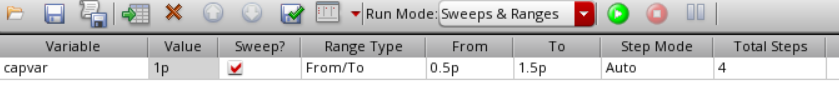 Run Mode: Sweeps & Ranges
Variable Value Sweep? Range Type From To Step Mode Total Steps
capvar 1p From/To 0.5p 1.5p Auto 4